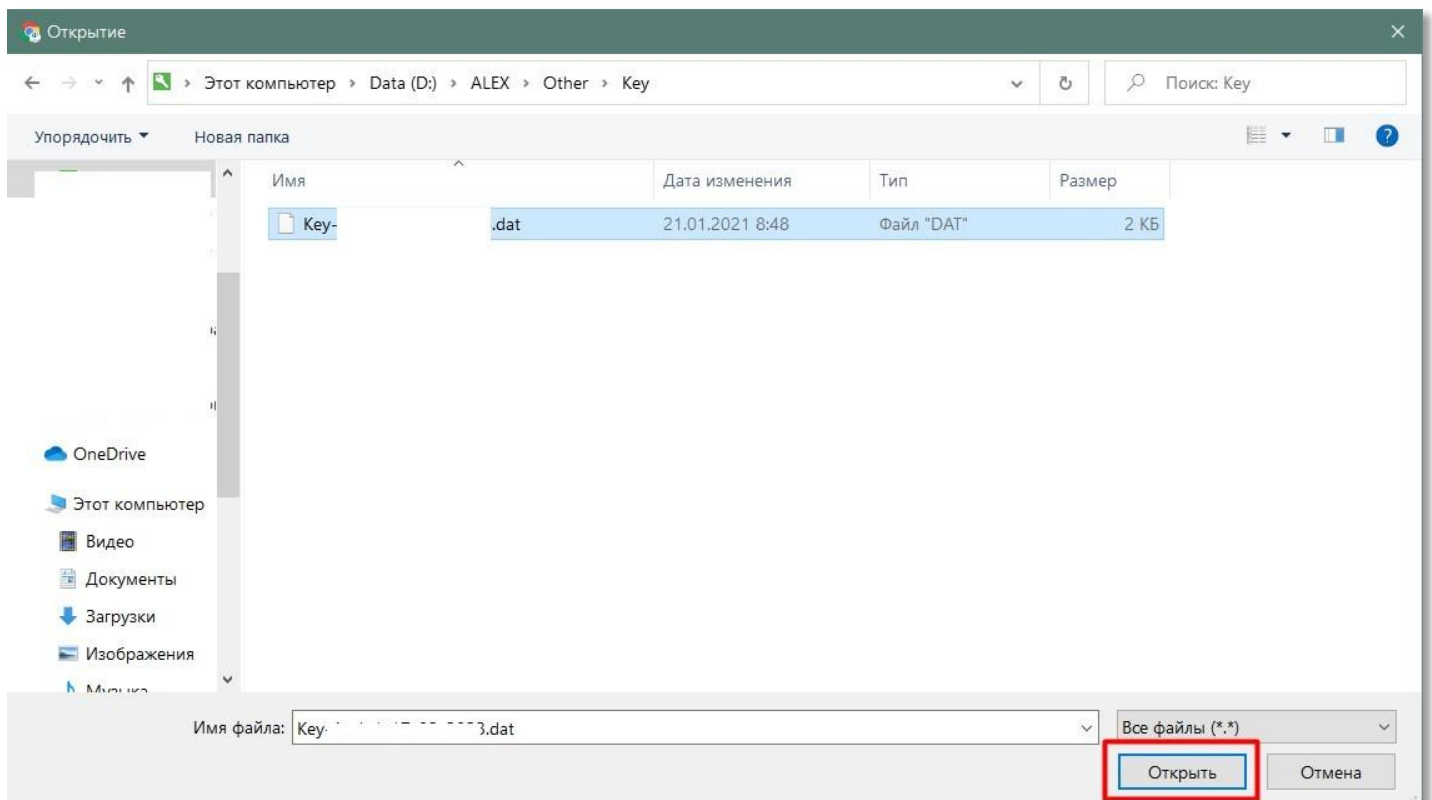 Открытие
Этот компьютер › Data (D:) › ALEX › Other › Key
Поиск: Key
Упорядочить
Новая папка
Имя Дата изменения Тип Размер
Key- .dat 21.01.2021 8:48 Файл "DAT" 2 КБ
OneDrive
Этот компьютер
Видео
Документы
Загрузки
Изображения
Имя файла: Key- .dat Все файлы (*.*)
Открыть Отмена